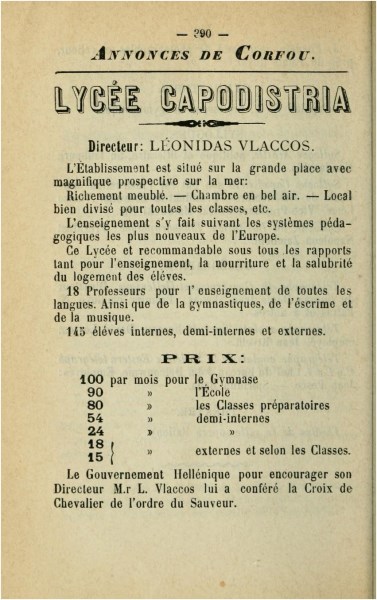 — 390 —
ANNONCES DE CORFOU.
LYCÉE CAPODISTRIA
Directeur: LÉONIDAS VLACCOS.
L'Etablissement est situé sur la grande place avec
magnifique prospective sur la mer:
Richement meublé. — Chambre en bel air. — Local
bien divisé pour toutes les classes, etc.
L'enseignement s'y fait suivant les systèmes péda-
gogiques les plus nouveaux de l'Europe.
Ce Lycée et recommandable sous tous les rapports
tant pour l'enseignement, la nourriture et la salubrité
du logement des éléves.
18 Professeurs pour l'enseignement de toutes les
langues. Ainsi que de la gymnastiques, de l'éscrime et
de la musique.
145 éléves internes, demi-internes et externes.
PRIX:
100 par mois pour le Gymnase
90 » l'École
80 » les Classes préparatoires
54 » demi-internes
24 » »
18
15 } » externes et selon les Classes.
Le Gouvernement Hellénique pour encourager son
Directeur M.r L. Vlaccos lui a conféré la Croix de
Chevalier de l'ordre du Sauveur.